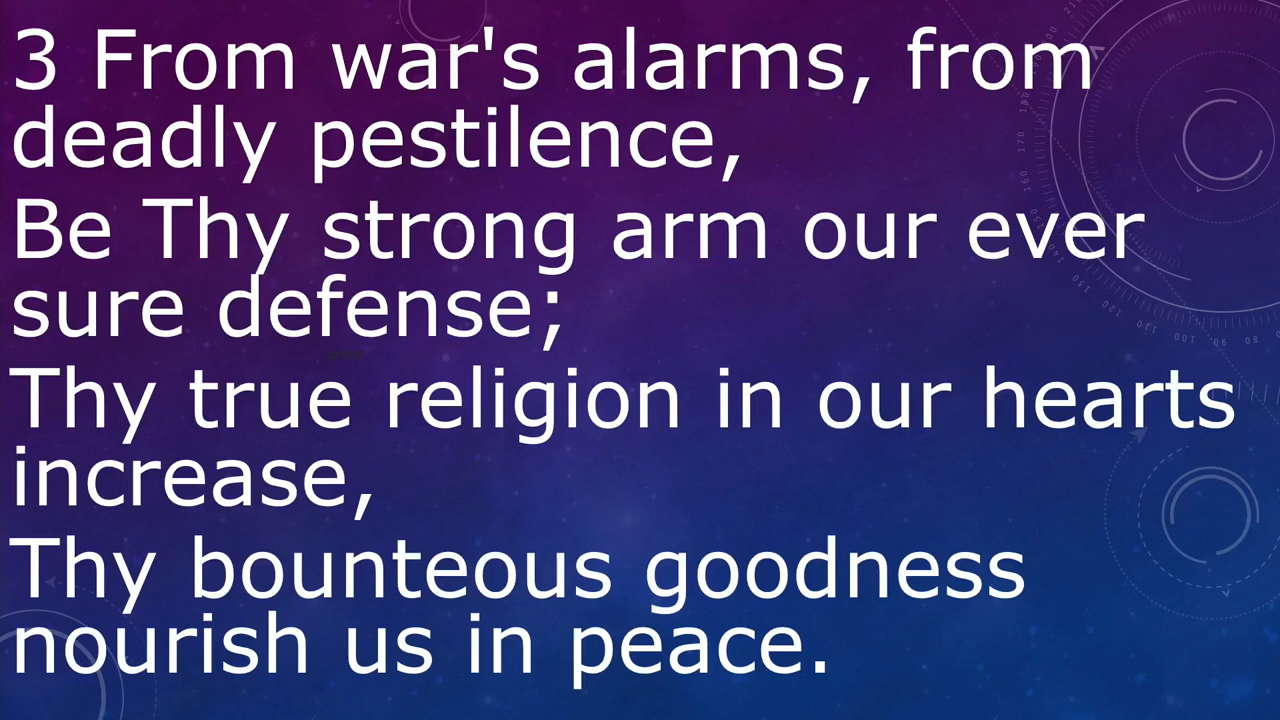 3 From war's alarms, from
deadly pestilence,
Be Thy strong arm our ever
sure defense;
Thy true religion in our hearts
increase,
Thy bounteous goodness
nourish us in peace.